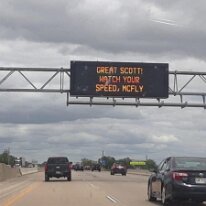 GREAT SCOTT!
WATCH YOUR
SPEED, MCFLY